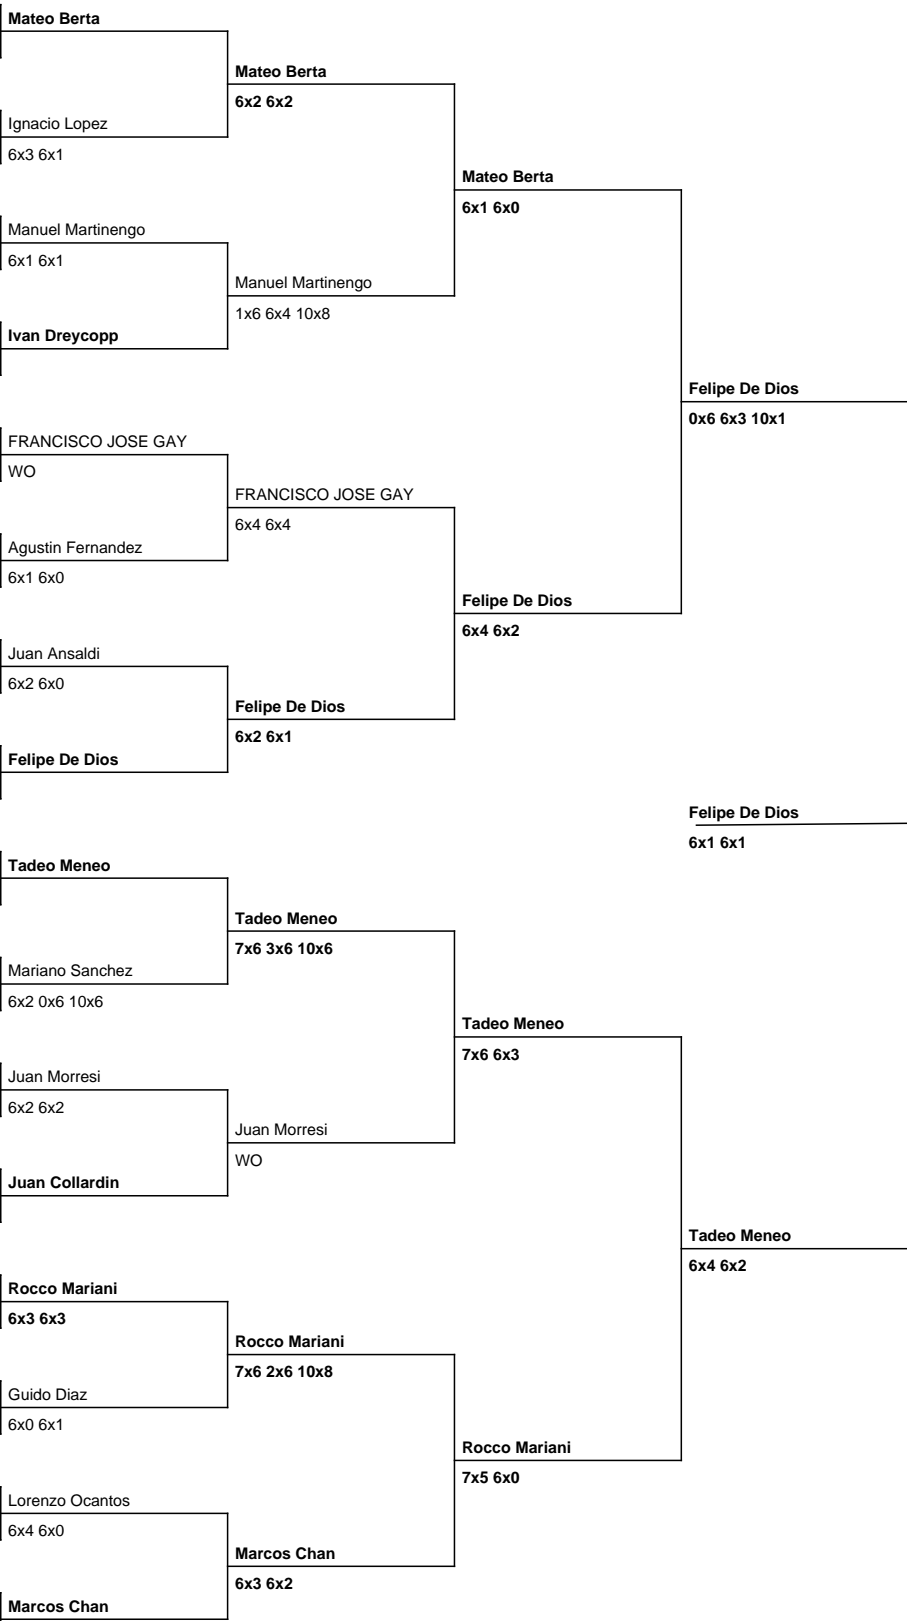 Mateo Berta
Mateo Berta
6x2 6x2
Ignacio Lopez
6x3 6x1
Mateo Berta
6x1 6x0
Manuel Martinengo
6x1 6x1
Manuel Martinengo
1x6 6x4 10x8
Ivan Dreycopp
Felipe De Dios
0x6 6x3 10x1
FRANCISCO JOSE GAY
WO
FRANCISCO JOSE GAY
6x4 6x4
Agustin Fernandez
6x1 6x0
Felipe De Dios
6x4 6x2
Juan Ansaldi
6x2 6x0
Felipe De Dios
6x2 6x1
Felipe De Dios
Felipe De Dios
6x1 6x1
Tadeo Meneo
Tadeo Meneo
7x6 3x6 10x6
Mariano Sanchez
6x2 0x6 10x6
Tadeo Meneo
7x6 6x3
Juan Morresi
6x2 6x2
Juan Morresi
WO
Juan Collardin
Tadeo Meneo
6x4 6x2
Rocco Mariani
6x3 6x3
Rocco Mariani
7x6 2x6 10x8
Guido Diaz
6x0 6x1
Rocco Mariani
7x5 6x0
Lorenzo Ocantos
6x4 6x0
Marcos Chan
6x3 6x2
Marcos Chan